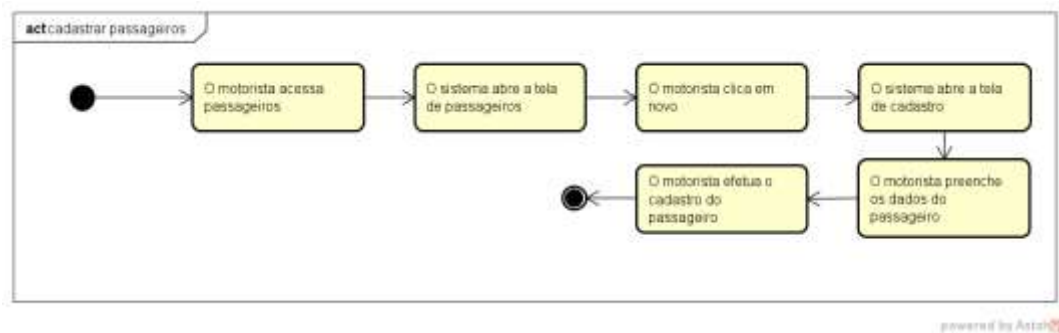 act cadastrar passageiros
O motorista acessa
passageiros
O sistema abre a tela
de passageiros
O motorista clica em
novo
O sistema abre a tela
de cadastro
O motorista preenche
os dados do
passageiro
O motorista efetua o
cadastro do
passageiro
powered by Astah